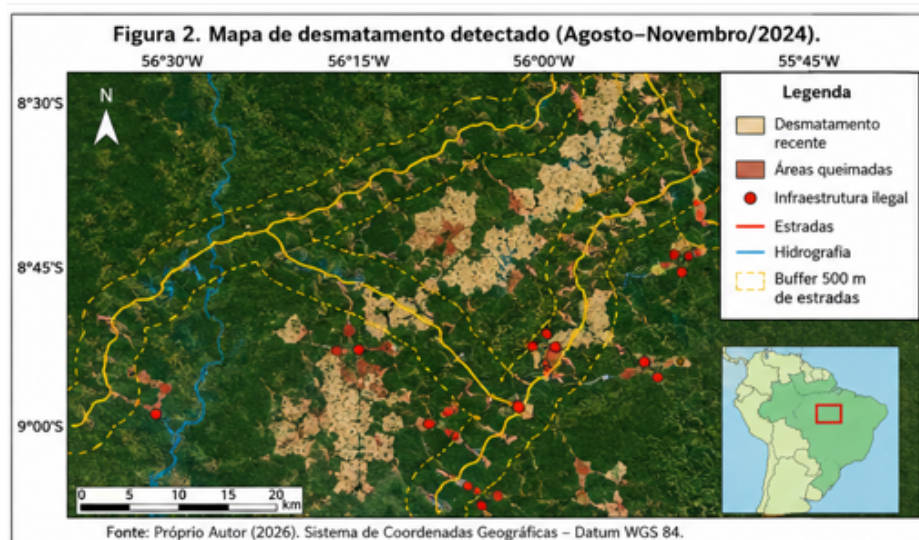 Figura 2. Mapa de desmatamento detectado (Agosto–Novembro/2024).
56°30'W 56°15'W 56°00'W 55°45'W
8°30'S
8°45'S
9°00'S
N
Legenda
Desmatamento
recente
Áreas queimadas
Infraestrutura ilegal
Estradas
Hidrografia
Buffer 500 m
de estradas
0 5 10 15 20
km
Fonte: Próprio Autor (2026). Sistema de Coordenadas Geográficas – Datum WGS 84.